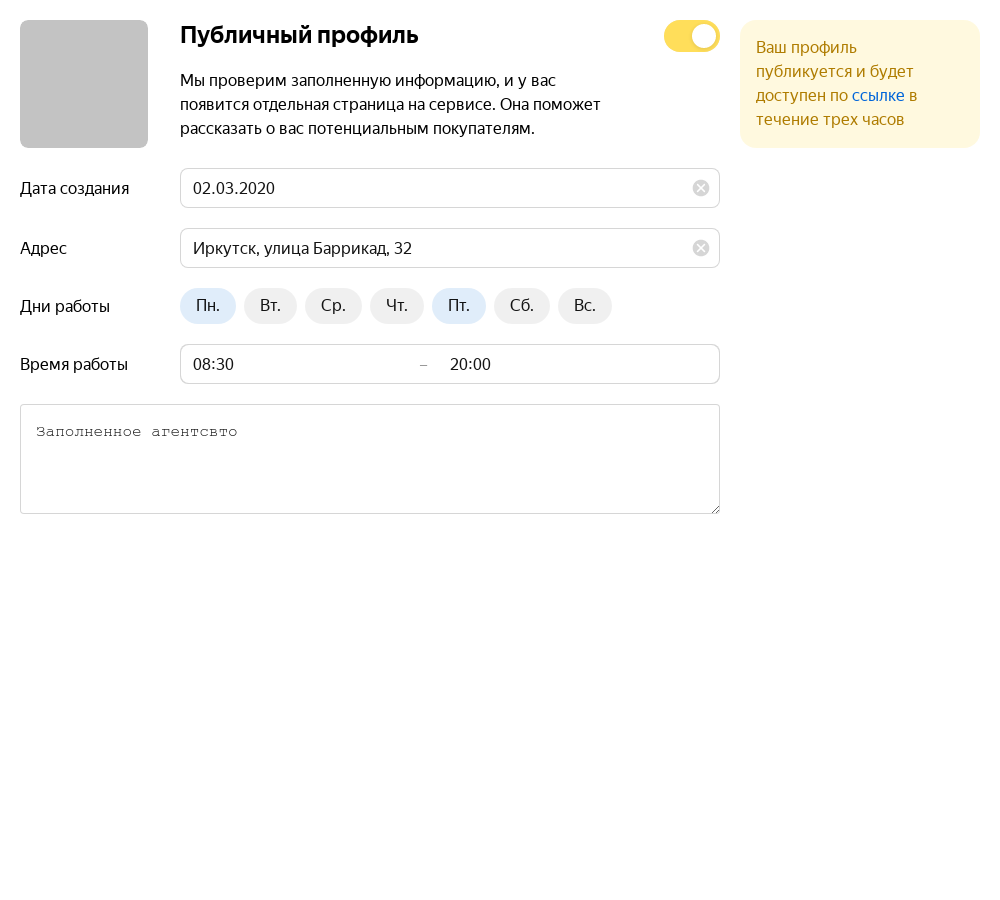 Публичный профиль
Мы проверим заполненную информацию, и у вас
появится отдельная страница на сервисе. Она поможет
рассказать о вас потенциальным покупателям.
Ваш профиль
публикуется и будет
доступен по ссылке в
течение трех часов
Дата создания 02.03.2020
Адрес Иркутск, улица Баррикад, 32
Дни работы Пн. Вт. Ср. Чт. Пт. Сб. Вс.
Время работы 08:30 – 20:00
Заполненное агентсвто